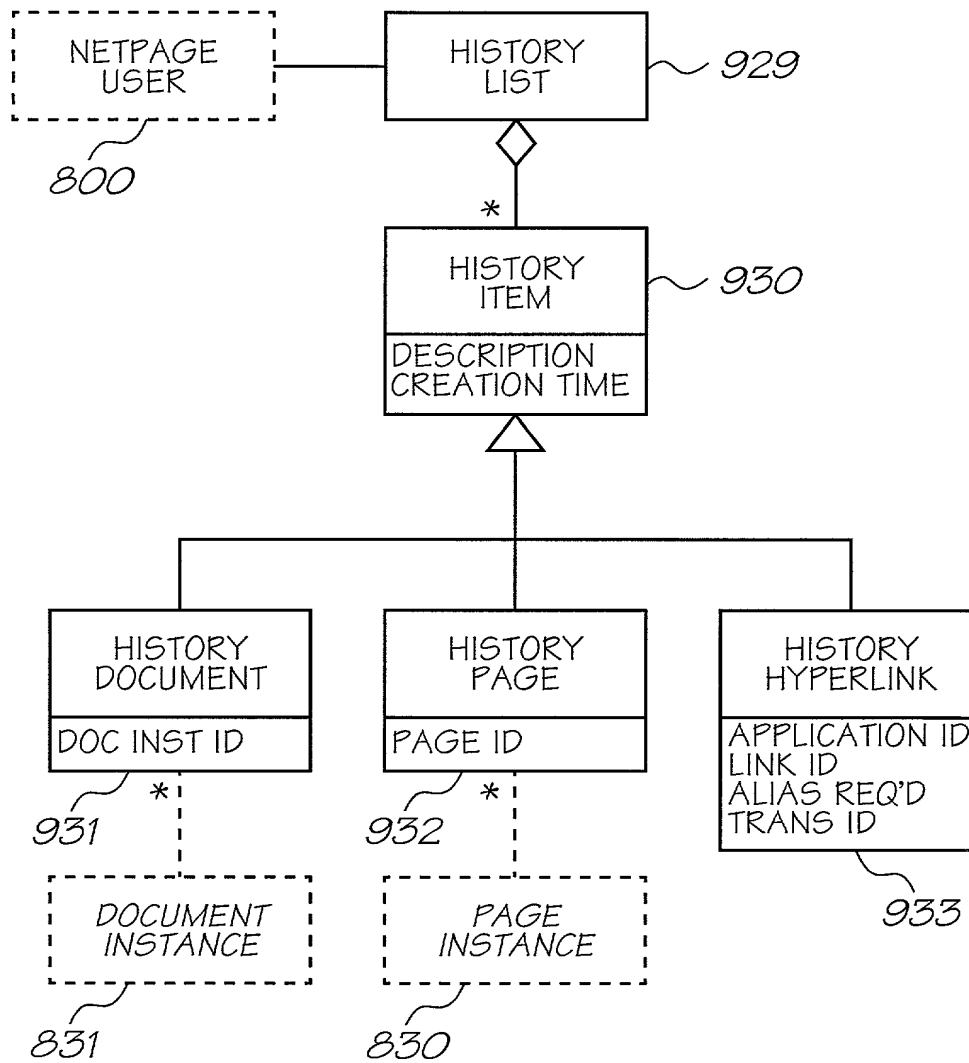 NETPAGE
USER
HISTORY
LIST
929
800
*
HISTORY
ITEM
930
DESCRIPTION
CREATION TIME
HISTORY
DOCUMENT
HISTORY
PAGE
HISTORY
HYPERLINK
DOC INST ID
PAGE ID
APPLICATION ID
LINK ID
ALIAS REQ'D
TRANS ID
*
*
931
932
933
DOCUMENT
INSTANCE
PAGE
INSTANCE
831
830